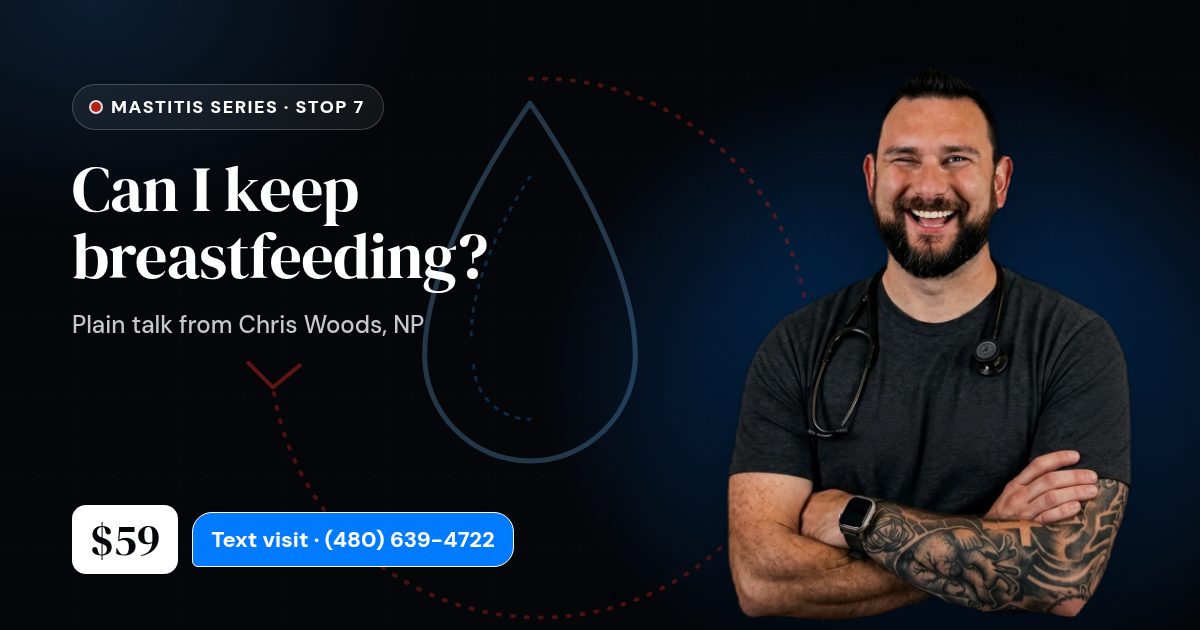 MASTITIS SERIES · STOP 7
Can I keep
breastfeeding?
Plain talk from Chris Woods, NP
$59
Text visit · (480) 639-4722